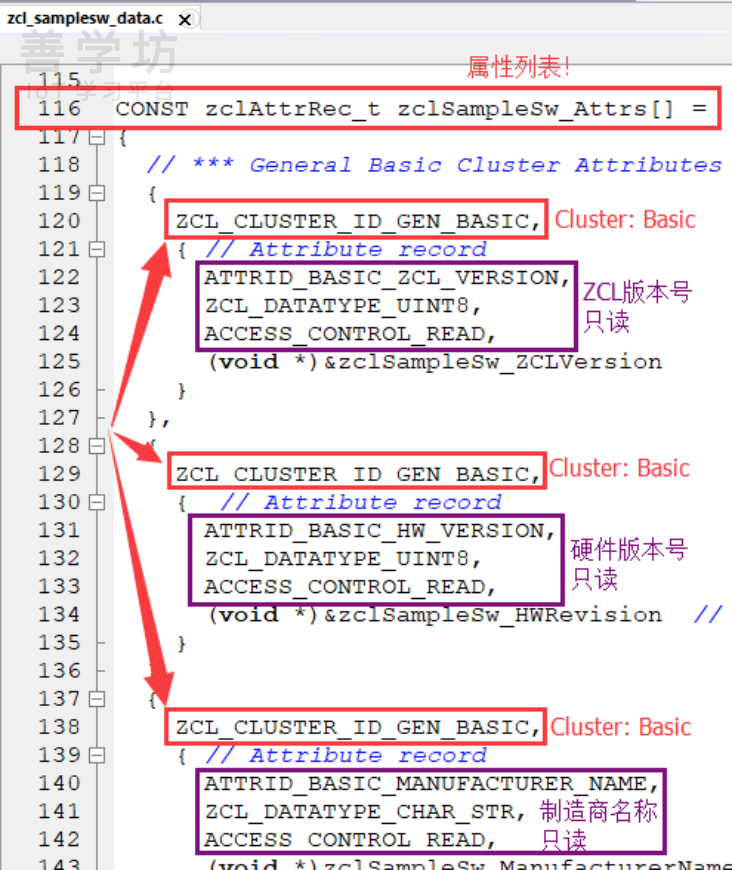 zcl_samplesw_data.c
善学坊
IoT 学习平台
属性列表!
115
116 CONST zclAttrRec_t zclSampleSw_Attrs[] =
117 {
118 // *** General Basic Cluster Attributes
119 {
120 ZCL_CLUSTER_ID_GEN_BASIC, Cluster: Basic
121 { // Attribute record
122 ATTRID_BASIC_ZCL_VERSION, ZCL版本号
123 ZCL_DATATYPE_UINT8, 只读
124 ACCESS_CONTROL_READ,
125 (void *)&zclSampleSw_ZCLVersion
126 }
127 },
128 {
129 ZCL_CLUSTER_ID_GEN_BASIC, Cluster: Basic
130 { // Attribute record
131 ATTRID_BASIC_HW_VERSION, 硬件版本号
132 ZCL_DATATYPE_UINT8, 只读
133 ACCESS_CONTROL_READ,
134 (void *)&zclSampleSw_HWRevision //
135 }
136
137 {
138 ZCL_CLUSTER_ID_GEN_BASIC, Cluster: Basic
139 { // Attribute record
140 ATTRID_BASIC_MANUFACTURER_NAME,
141 ZCL_DATATYPE_CHAR_STR, 制造商名称
142 ACCESS_CONTROL_READ, 只读
143 (void *)zclSampleSw_ManufacturerName